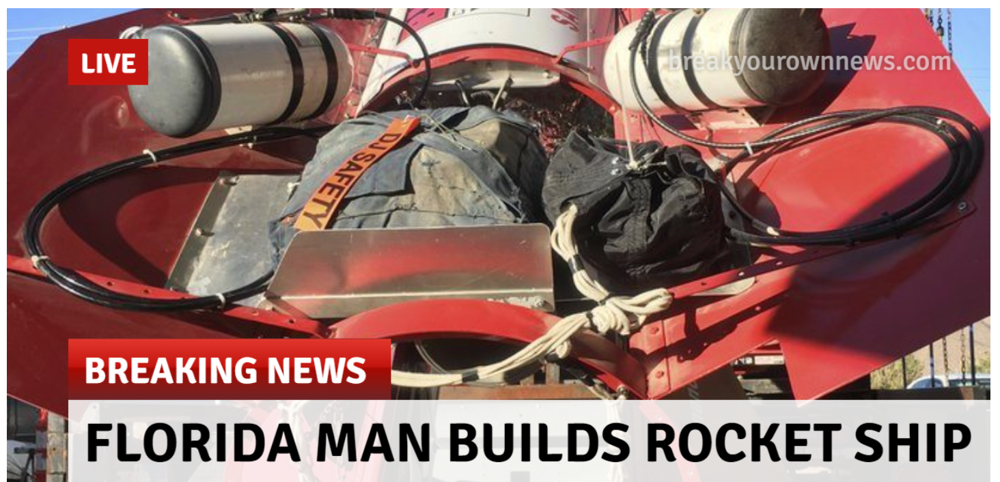 LIVE
breakyourownnews.com
DJ SAFETY
BREAKING NEWS
FLORIDA MAN BUILDS ROCKET SHIP